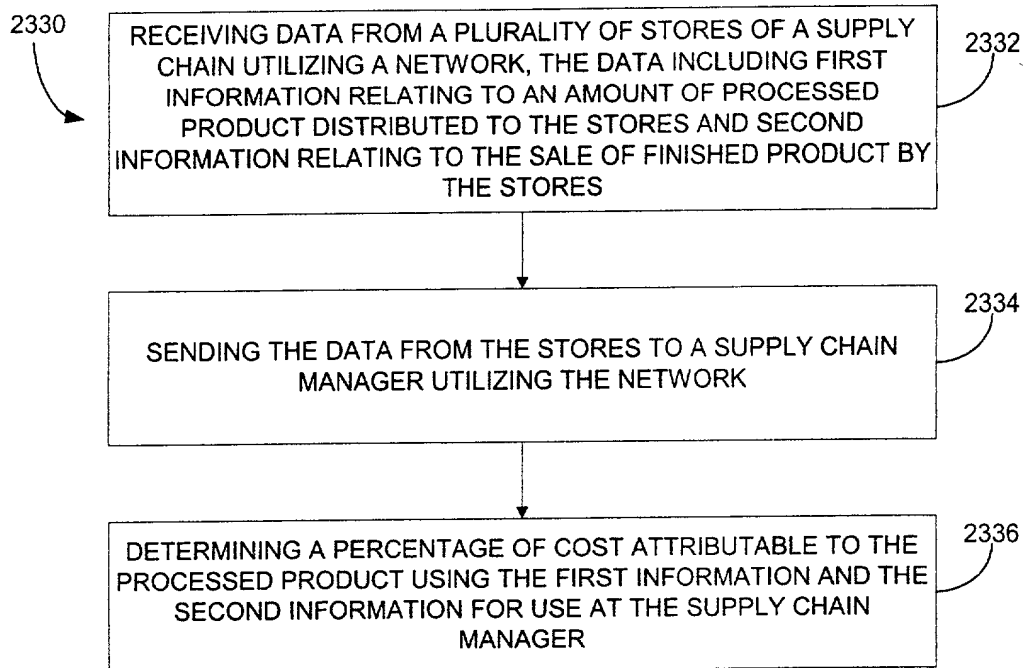 2330
RECEIVING DATA FROM A PLURALITY OF STORES OF A SUPPLY
CHAIN UTILIZING A NETWORK, THE DATA INCLUDING FIRST
INFORMATION RELATING TO AN AMOUNT OF PROCESSED
PRODUCT DISTRIBUTED TO THE STORES AND SECOND
INFORMATION RELATING TO THE SALE OF FINISHED PRODUCT BY
THE STORES
2332
SENDING THE DATA FROM THE STORES TO A SUPPLY CHAIN
MANAGER UTILIZING THE NETWORK
2334
DETERMINING A PERCENTAGE OF COST ATTRIBUTABLE TO THE
PROCESSED PRODUCT USING THE FIRST INFORMATION AND THE
SECOND INFORMATION FOR USE AT THE SUPPLY CHAIN
MANAGER
2336